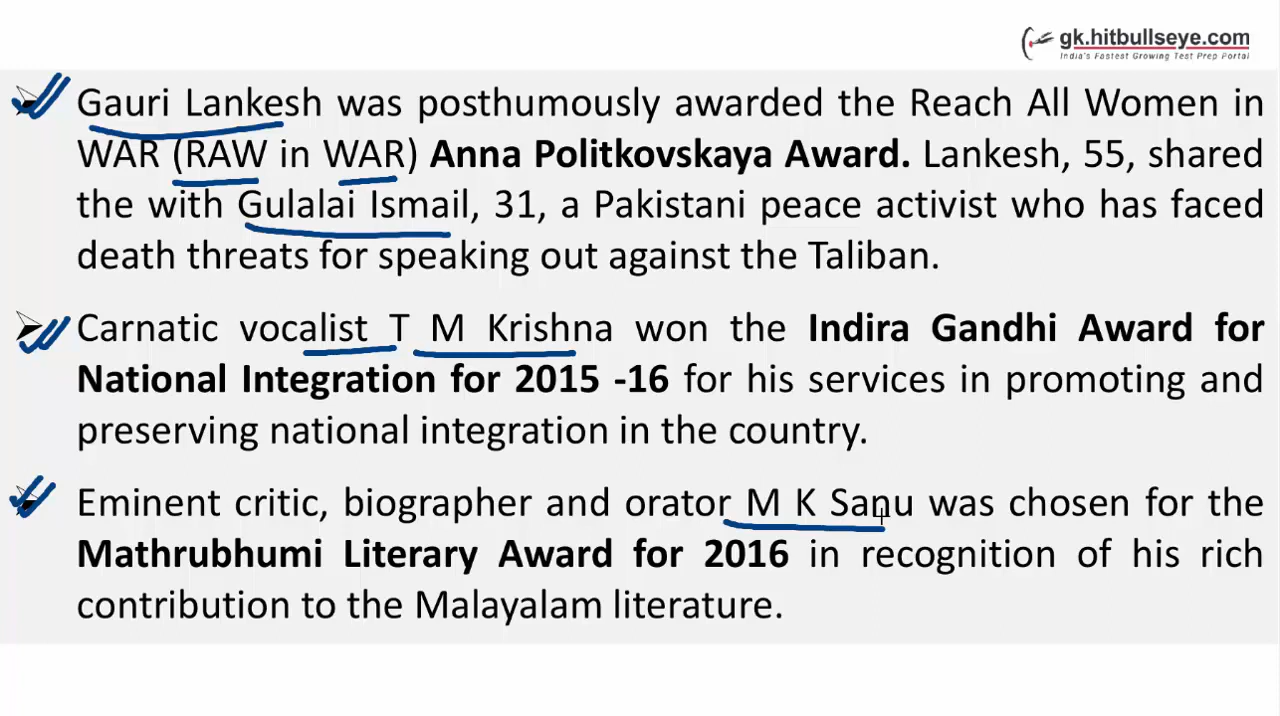 gk.hitbullseye.com
India's Fastest Growing Test Prep Portal
Gauri Lankesh was posthumously awarded the Reach All Women in
WAR (RAW in WAR) Anna Politkovskaya Award. Lankesh, 55, shared
the with Gulalai Ismail, 31, a Pakistani peace activist who has faced
death threats for speaking out against the Taliban.
Carnatic vocalist T M Krishna won the Indira Gandhi Award for
National Integration for 2015 -16 for his services in promoting and
preserving national integration in the country.
Eminent critic, biographer and orator M K Sanu was chosen for the
Mathrubhumi Literary Award for 2016 in recognition of his rich
contribution to the Malayalam literature.